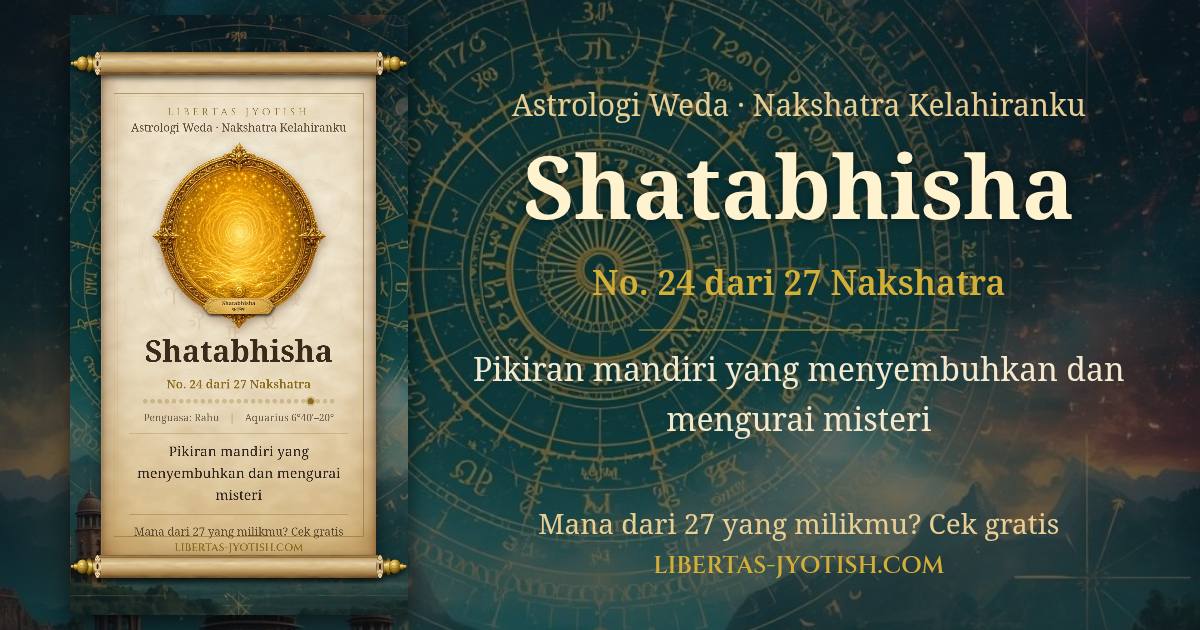 LIBERTAS JYOTISH
Astrologi Weda · Nakshatra Kelahiranku
Shatabhisha
Shatabhisha
No. 24 dari 27 Nakshatra
Penguasa: Rahu | Aquarius 6°40'–20°
Pikiran mandiri yang
menyembuhkan dan mengurai
misteri
Mana dari 27 yang milikmu? Cek gratis
LIBERTAS-JYOTISH.COM
Astrologi Weda · Nakshatra Kelahiranku
Shatabhisha
No. 24 dari 27 Nakshatra
Pikiran mandiri yang menyembuhkan dan
mengurai misteri
Mana dari 27 yang milikmu? Cek gratis
LIBERTAS-JYOTISH.COM